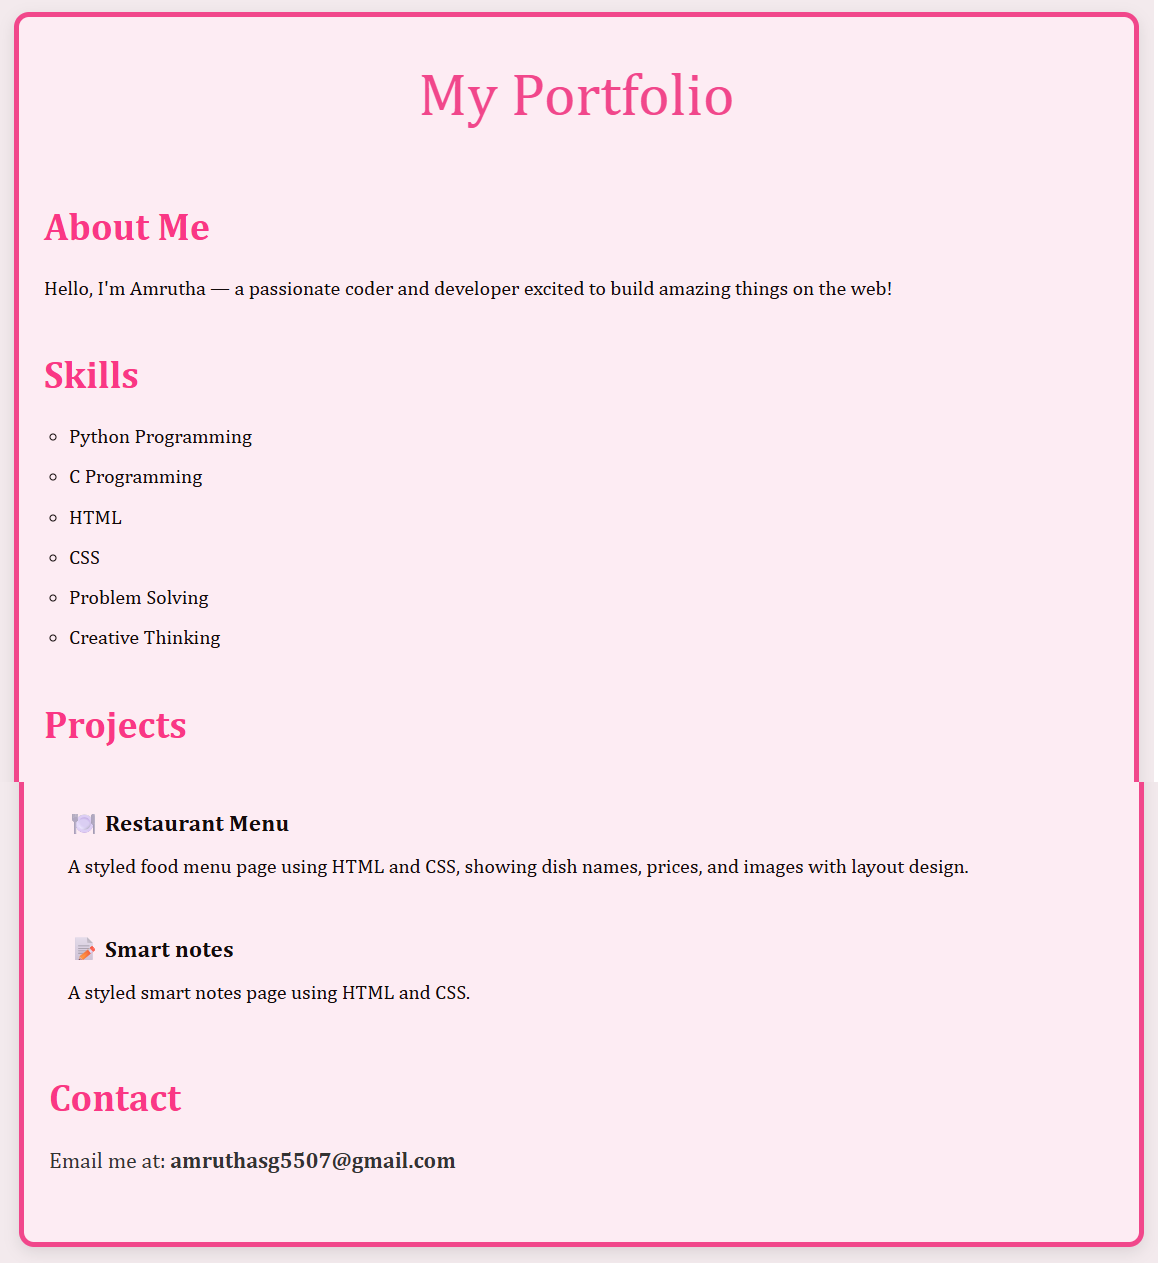 My Portfolio
About Me
Hello, I'm Amrutha — a passionate coder and developer excited to build amazing things on the web!
Skills
Python Programming
C Programming
HTML
CSS
Problem Solving
Creative Thinking
Projects
Restaurant Menu
A styled food menu page using HTML and CSS, showing dish names, prices, and images with layout design.
Smart notes
A styled smart notes page using HTML and CSS.
Contact
Email me at: amruthasg5507@gmail.com